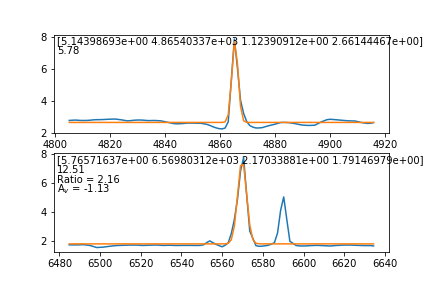 8
[5.14398693e+00 4.86540337e+03 1.12390912e+00 2.66144467e+00]
5.78
6
4
2
4800 4820 4840 4860 4880 4900 4920
8
[5.76571637e+00 6.56980312e+03 2.17033881e+00 1.79146979e+00]
12.51
6
Ratio = 2.16
Av = -1.13
4
2
6480 6500 6520 6540 6560 6580 6600 6620 6640